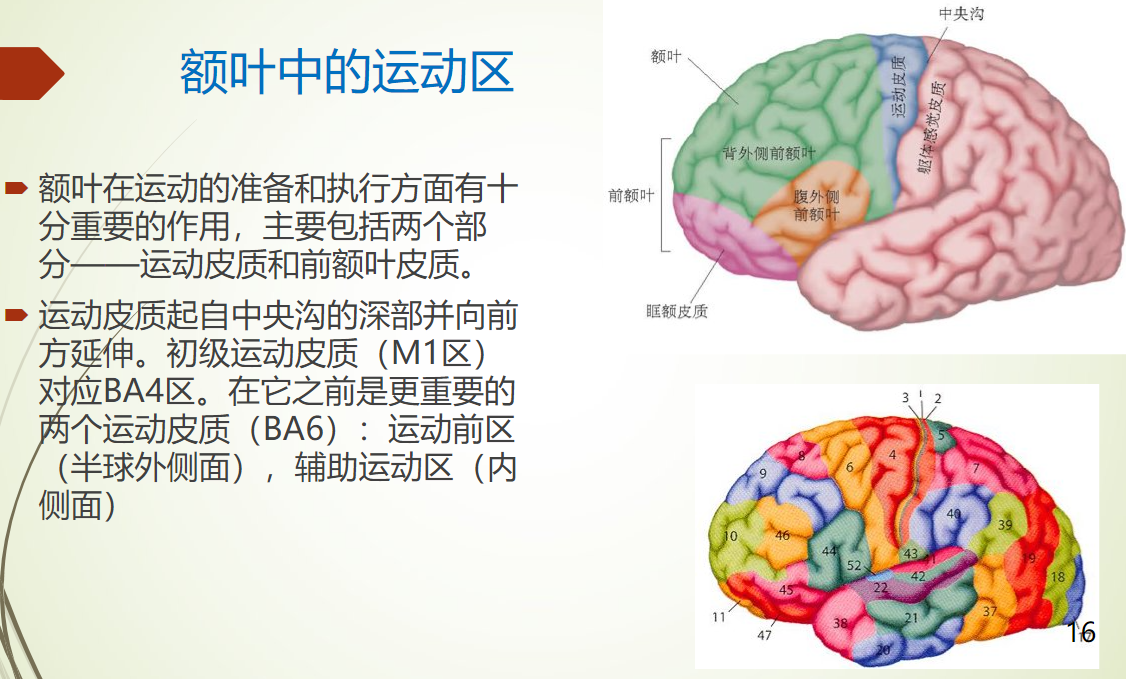 额叶中的运动区
额叶在运动的准备和执行方面有十
分重要的作用，主要包括两个部
分——运动皮质和前额叶皮质。
运动皮质起自中央沟的深部并向前
方延伸。初级运动皮质（M1区）
对应BA4区。在它之前是更重要的
两个运动皮质（BA6）：运动前区
（半球外侧面），辅助运动区（内
侧面）
中央沟
额叶
运动皮质
躯体感觉皮质
背外侧前额叶
前额叶
腹外侧
前额叶
眶额皮质
3
1
2
5
8
6
4
7
9
40
39
10
46
44
43
41
19
52
42
18
22
45
11
21
37
38
47
20
17
16